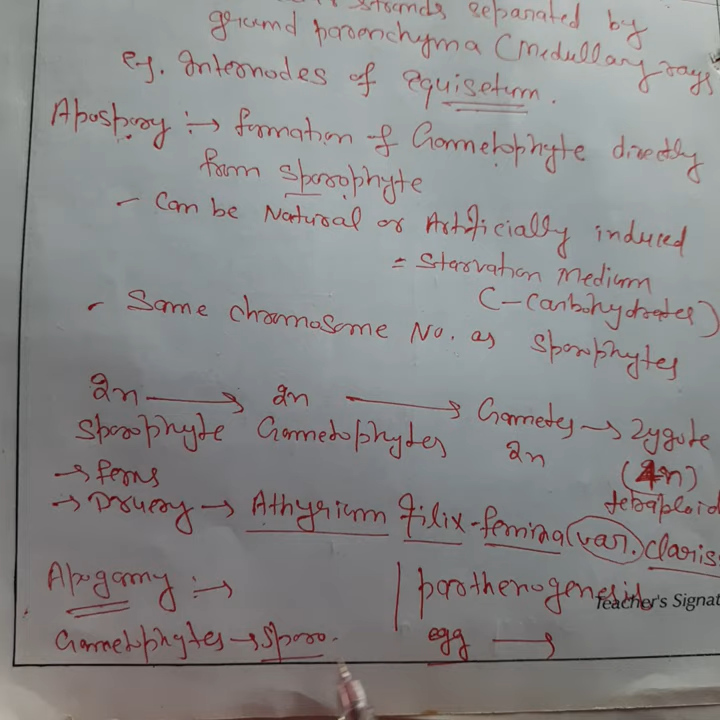 strands separated by
ground parenchyma (Medullary rays
eg. Internodes of equisetum.
Apospory :→ formation of Gametophyte directly
from sporophyte
- Can be Natural or Artificially induced
= starvation Medium
(-Carbohydrates)
- Same chromosome No. as sporophytes
2n → 2n → Gametes → Zygote
Sporophyte Gametophytes 2n (4n)
→ ferns tetraploid
→ Druery → Athyrium filix-femina (var.) claris
Apogamy :→ | parthenogenesis
Teacher's Signat
Gametophytes → Sporo. egg →